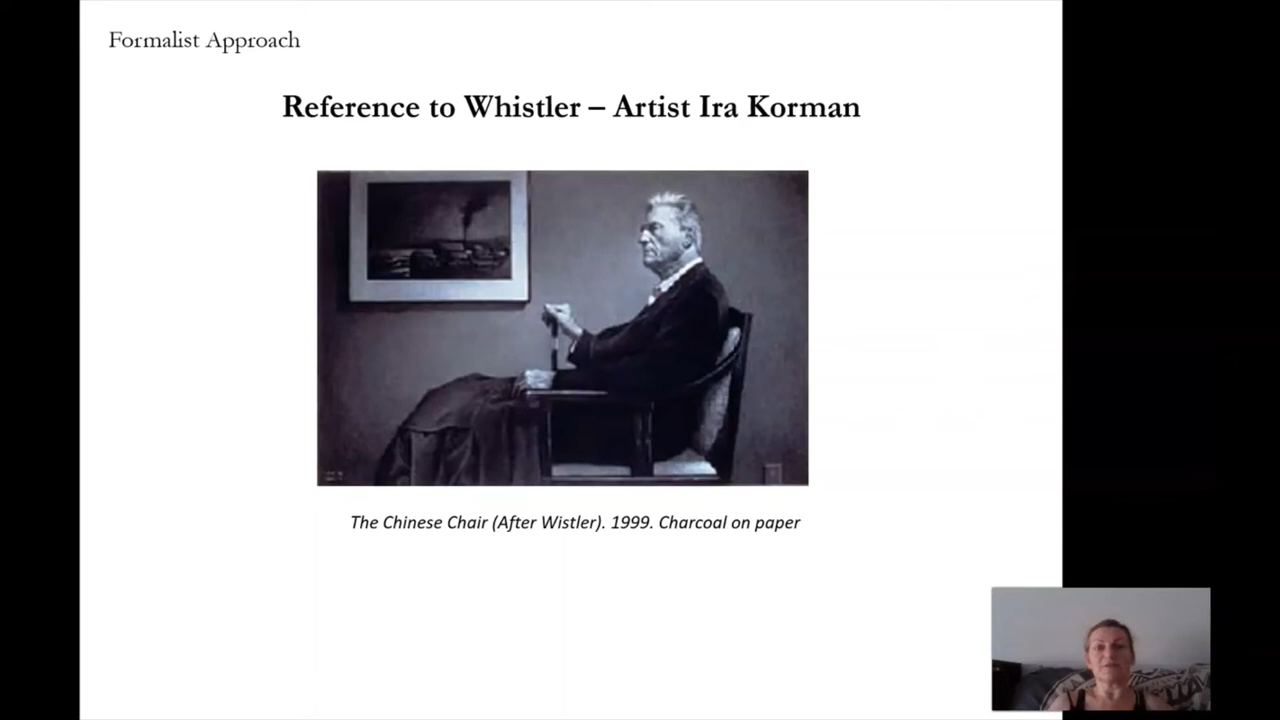 Formalist Approach
Reference to Whistler – Artist Ira Korman
The Chinese Chair (After Wistler). 1999. Charcoal on paper